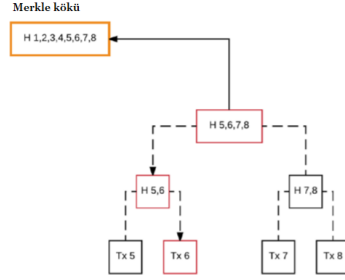 Merkle kökü
H 1,2,3,4,5,6,7,8
H 5,6,7,8
H 5,6
H 7,8
Tx 5
Tx 6
Tx 7
Tx 8